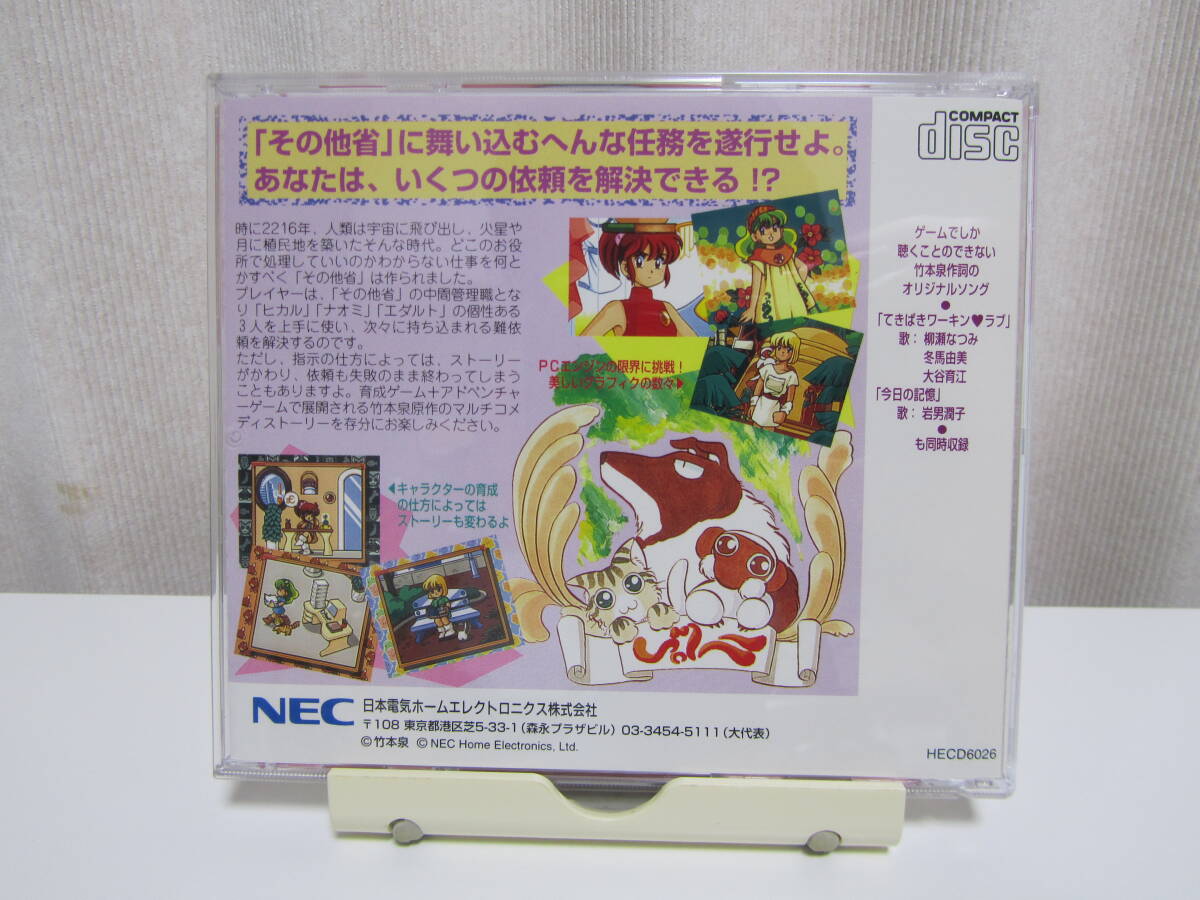 「その他省」に舞い込むへんな任務を遂行せよ。
あなたは、いくつの依頼を解決できる!?
時に2216年、人類は宇宙に飛び出し、火星や
月に植民地を築いたそんな時代。どこのお役
所で処理していいのかわからない仕事を何と
かすべく「その他省」は作られました。
プレイヤーは、「その他省」の中間管理職とな
り「ヒカル」「ナオミ」「エダルト」の個性ある
3人を上手に使い、次々に持ち込まれる難依
頼を解決するのです。
ただし、指示の仕方によっては、ストーリー
がかわり、依頼も失敗のまま終わってしまう
こともありますよ。育成ゲーム+アドベンチャ
ーゲームで展開される竹本泉原作のマルチコメ
ディストーリーを存分にお楽しみください。
PCエンジンの限界に挑戦!
美しいグラフィクの数々▶
◀キャラクターの育成
の仕方によっては
ストーリーも変わるよ
COMPACT
disc
ゲームでしか
聴くことのできない
竹本泉作詞の
オリジナルソング
●
「てきぱきワーキン♥ラブ」
歌：柳瀬なつみ
冬馬由美
大谷育江
「今日の記憶」
歌：岩男潤子
●
も同時収録
NEC 日本電気ホームエレクトロニクス株式会社
〒108 東京都港区芝5-33-1(森永プラザビル) 03-3454-5111(大代表)
©竹本泉 © NEC Home Electronics, Ltd.
HECD6026